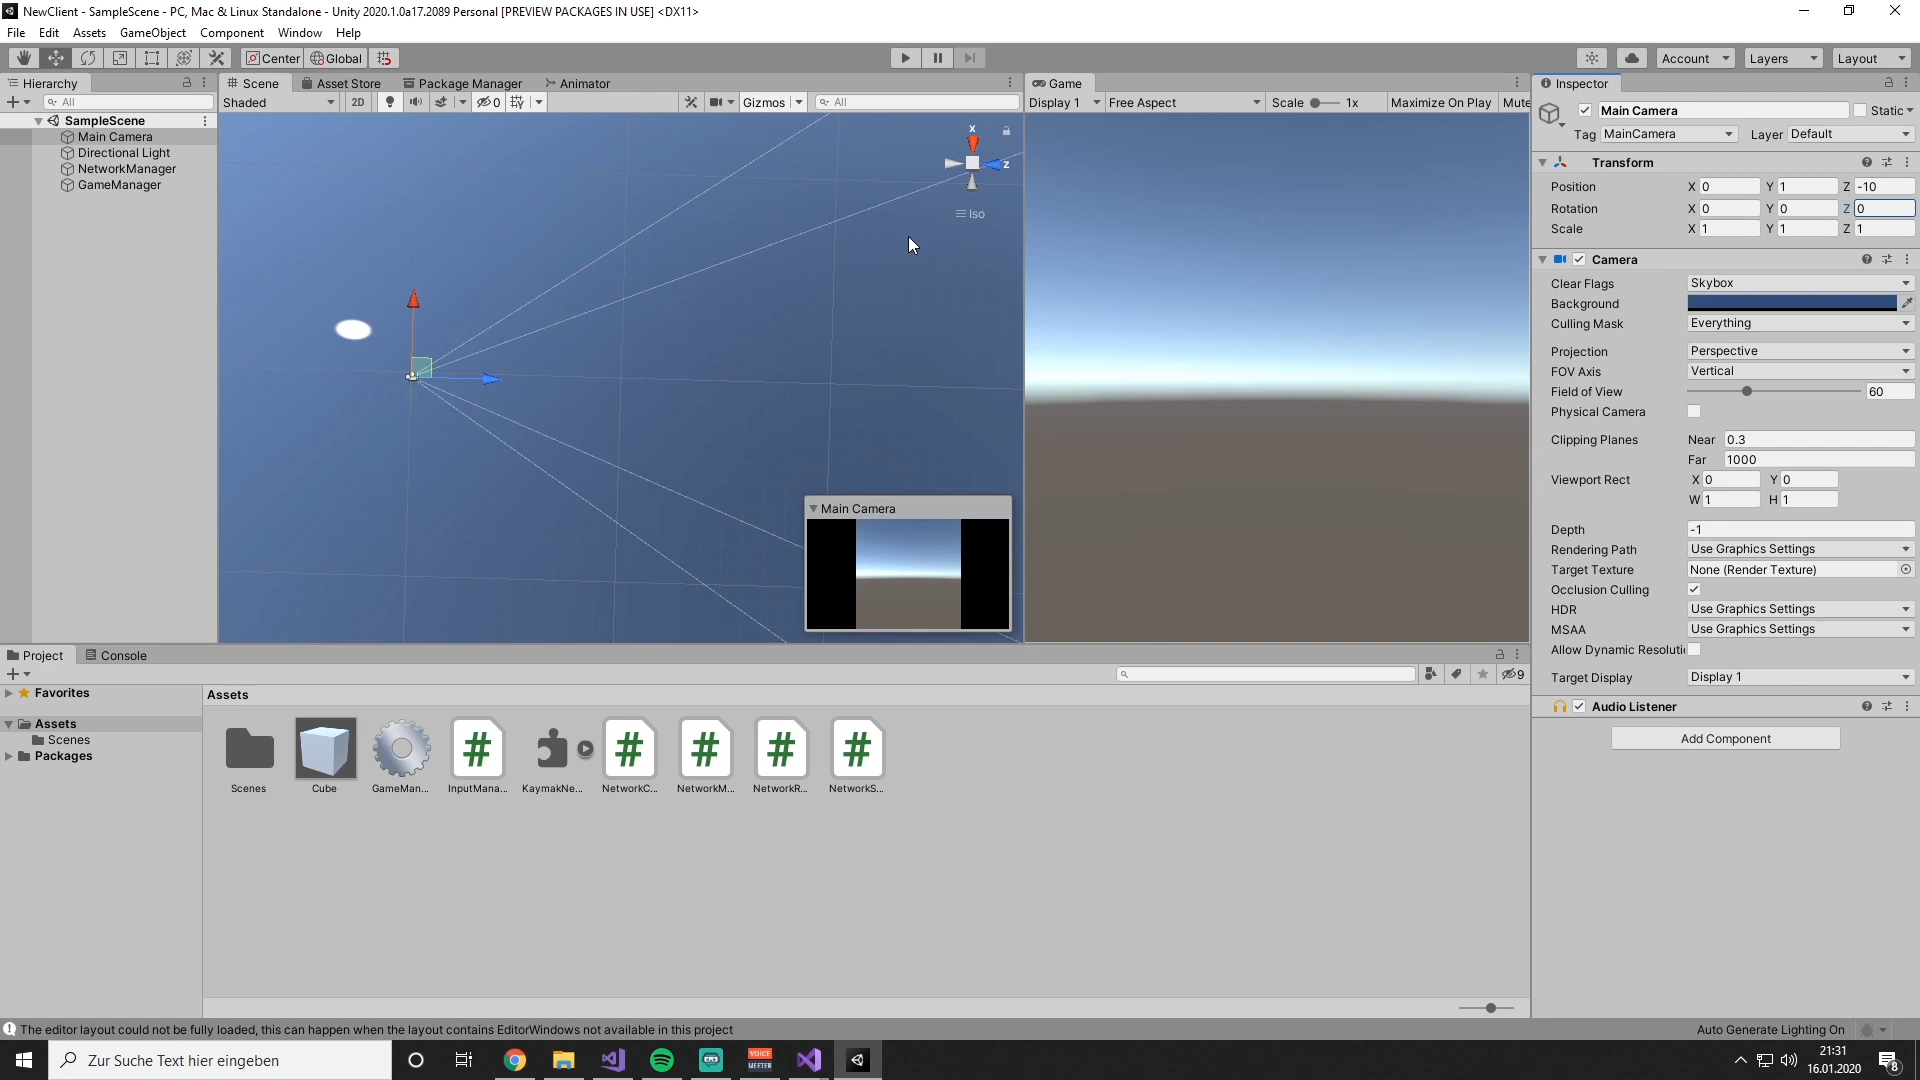 NewClient - SampleScene - PC, Mac & Linux Standalone - Unity 2020.1.0a17.2089 Personal [PREVIEW PACKAGES IN USE] <DX11>
File Edit Assets GameObject Component Window Help
Center Global Account Layers Layout
Hierarchy
All
SampleScene
Main Camera
Directional Light
NetworkManager
GameManager
Scene Asset Store Package Manager Animator
Shaded 2D 0 Gizmos All
x
z
Iso
Main Camera
Game
Display 1 Free Aspect Scale 1x Maximize On Play Mute
Inspector
Main Camera Static
Tag MainCamera Layer Default
Transform
Position X 0 Y 1 Z -10
Rotation X 0 Y 0 Z 0
Scale X 1 Y 1 Z 1
Camera
Clear Flags Skybox
Background
Culling Mask Everything
Projection Perspective
FOV Axis Vertical
Field of View 60
Physical Camera
Clipping Planes Near 0.3
Far 1000
Viewport Rect X 0 Y 0
W 1 H 1
Depth -1
Rendering Path Use Graphics Settings
Target Texture None (Render Texture)
Occlusion Culling
HDR Use Graphics Settings
MSAA Use Graphics Settings
Allow Dynamic Resoluti
Target Display Display 1
Audio Listener
Add Component
Project Console
9
Favorites
Assets
Scenes
Packages
Assets
Scenes Cube GameMan... InputMana... KaymakNe... NetworkC... NetworkM... NetworkR... NetworkS...
The editor layout could not be fully loaded, this can happen when the layout contains EditorWindows not available in this project
Auto Generate Lighting On
Zur Suche Text hier eingeben
VOICE
MEETER
21:31
16.01.2020
8